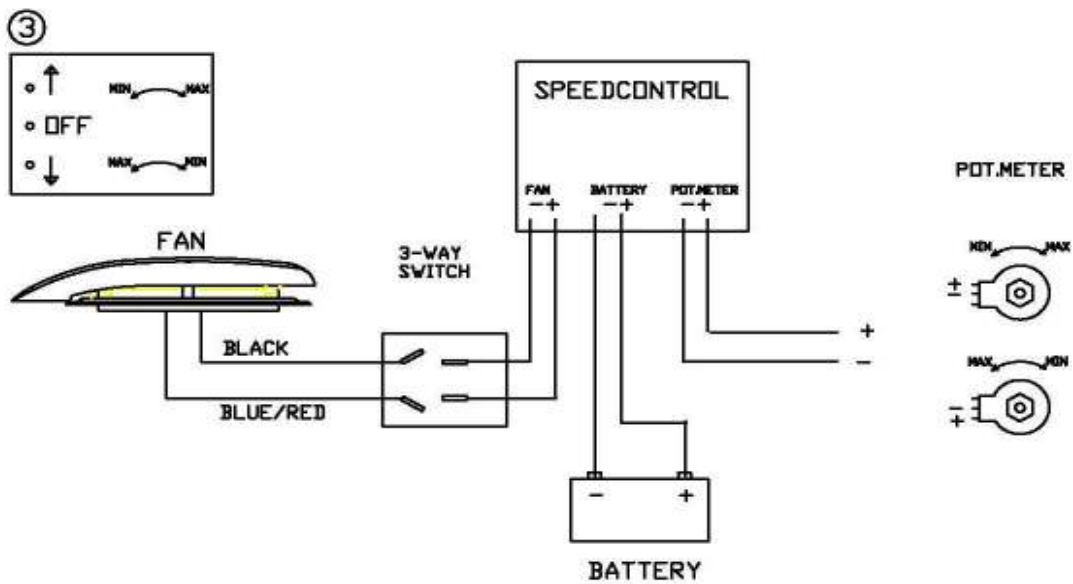 3
↑ MIN MAX
OFF
↓ MAX MIN
SPEEDCONTROL
FAN BATTERY POT.METER
-+ -+ -+
FAN
3-WAY
SWITCH
BLACK
BLUE/RED
POT.METER
MIN MAX
+
-
MAX MIN
-
+
+
-
- +
BATTERY